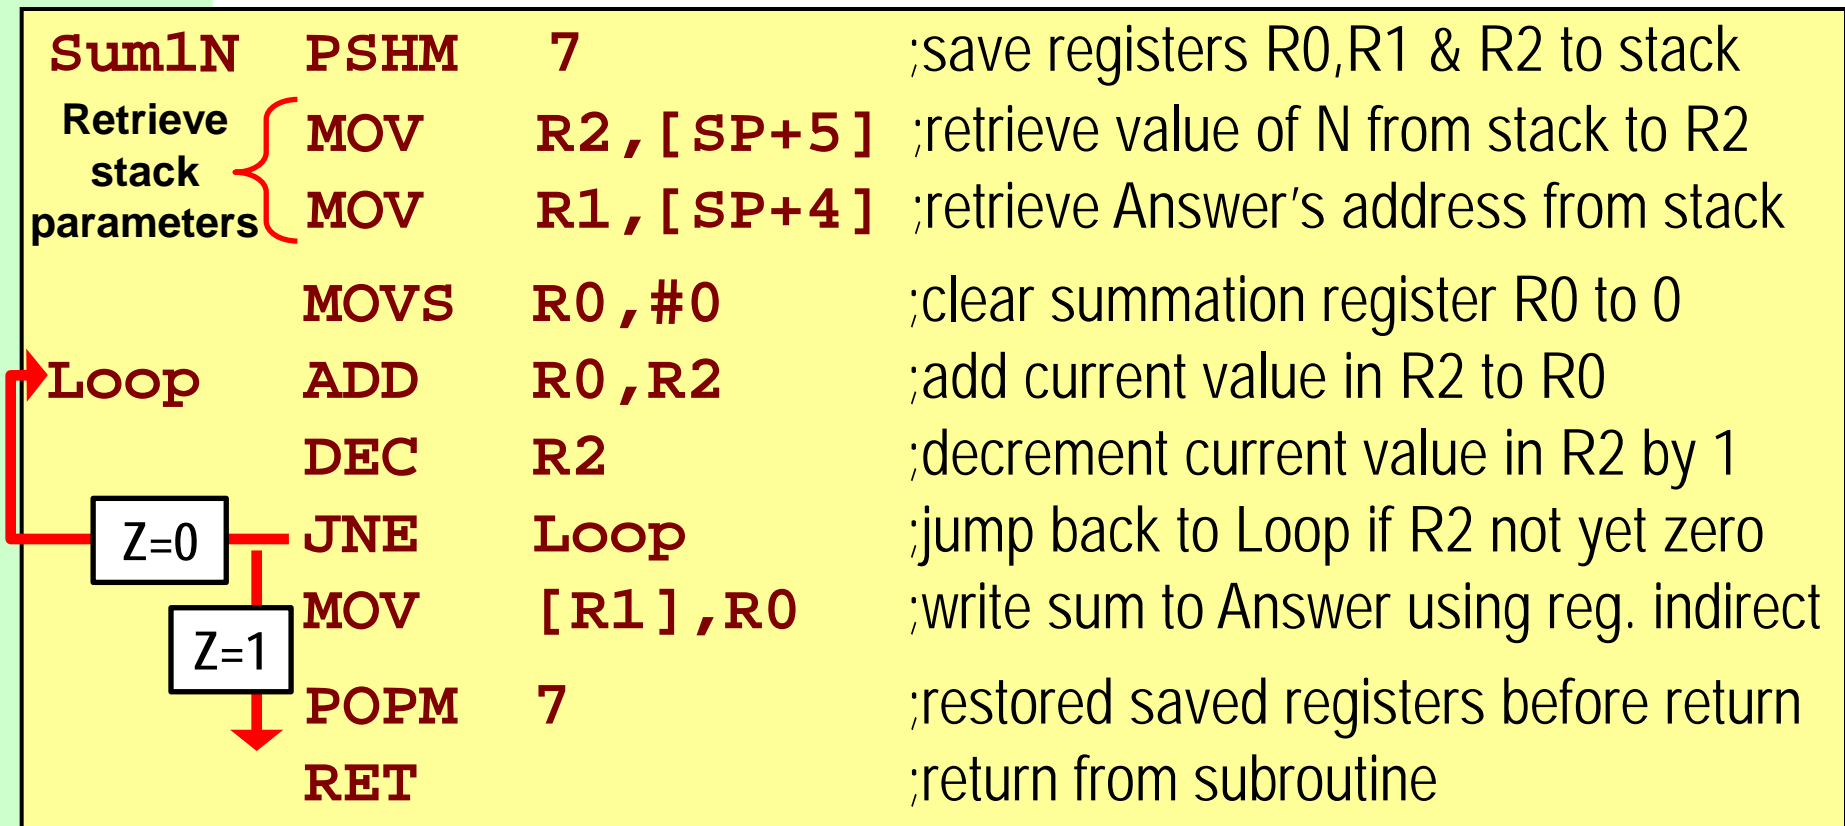 Sum1N PSHM 7 ;save registers R0,R1 & R2 to stack
Retrieve stack parameters
MOV R2,[SP+5] ;retrieve value of N from stack to R2
MOV R1,[SP+4] ;retrieve Answer’s address from stack
MOVS R0,#0 ;clear summation register R0 to 0
Loop ADD R0,R2 ;add current value in R2 to R0
DEC R2 ;decrement current value in R2 by 1
Z=0 JNE Loop ;jump back to Loop if R2 not yet zero
MOV [R1],R0 ;write sum to Answer using reg. indirect
Z=1
POPM 7 ;restored saved registers before return
RET ;return from subroutine